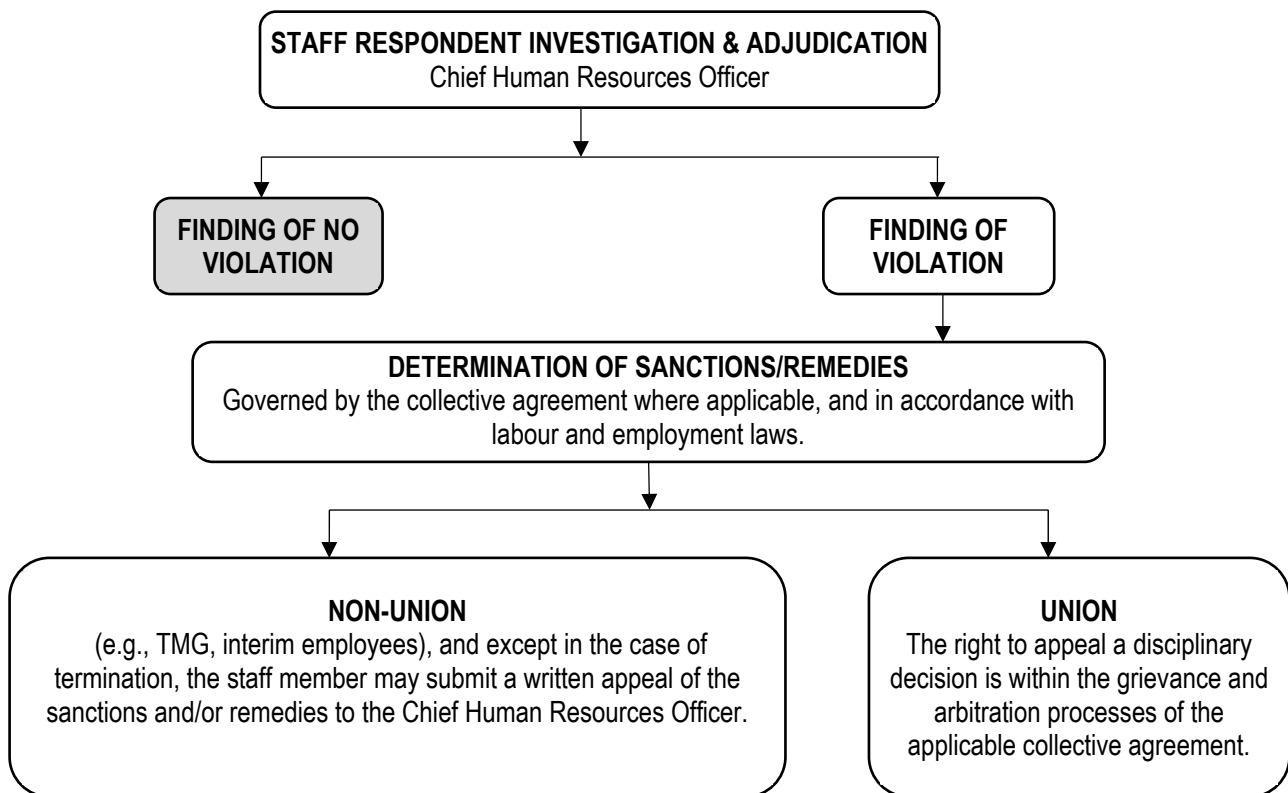 STAFF RESPONDENT INVESTIGATION & ADJUDICATION
Chief Human Resources Officer
FINDING OF NO
VIOLATION
FINDING OF
VIOLATION
DETERMINATION OF SANCTIONS/REMEDIES
Governed by the collective agreement where applicable, and in accordance with
labour and employment laws.
NON-UNION
(e.g., TMG, interim employees), and except in the case of
termination, the staff member may submit a written appeal of the
sanctions and/or remedies to the Chief Human Resources Officer.
UNION
The right to appeal a disciplinary
decision is within the grievance and
arbitration processes of the
applicable collective agreement.